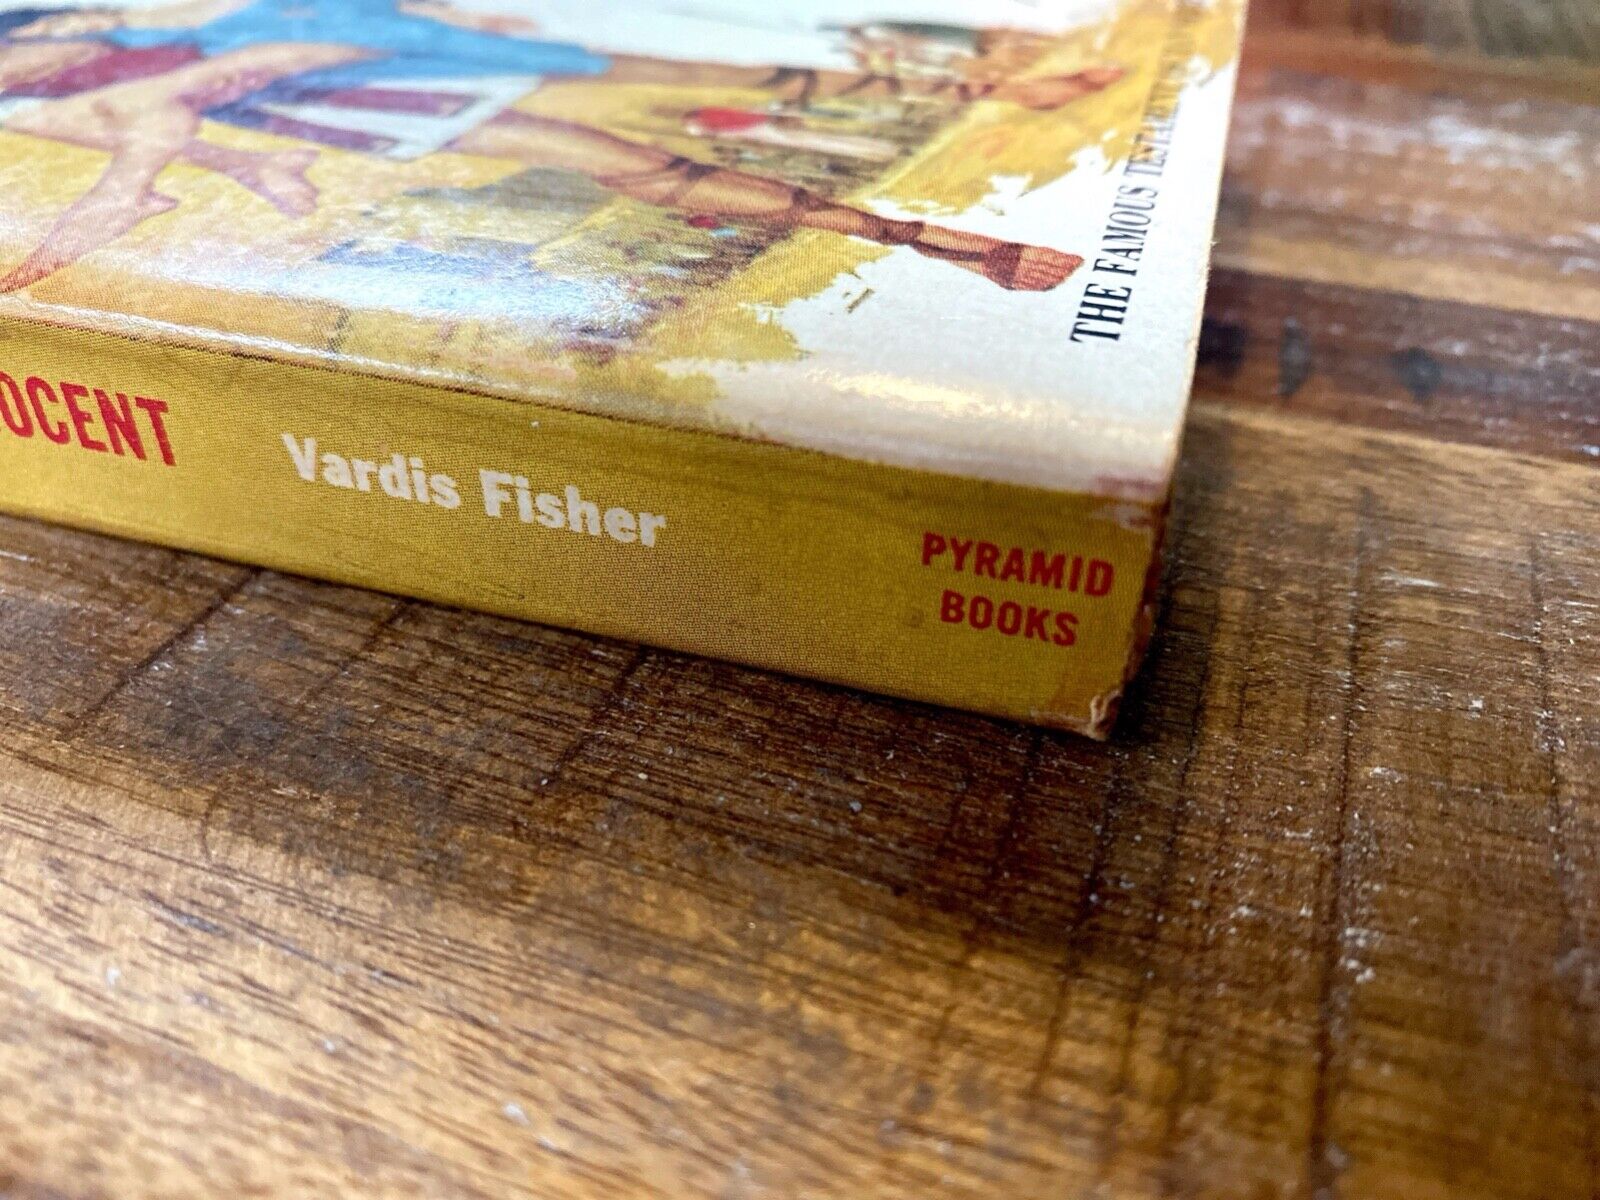 THE FAMOUS
OCENT
Vardis Fisher
PYRAMID
BOOKS